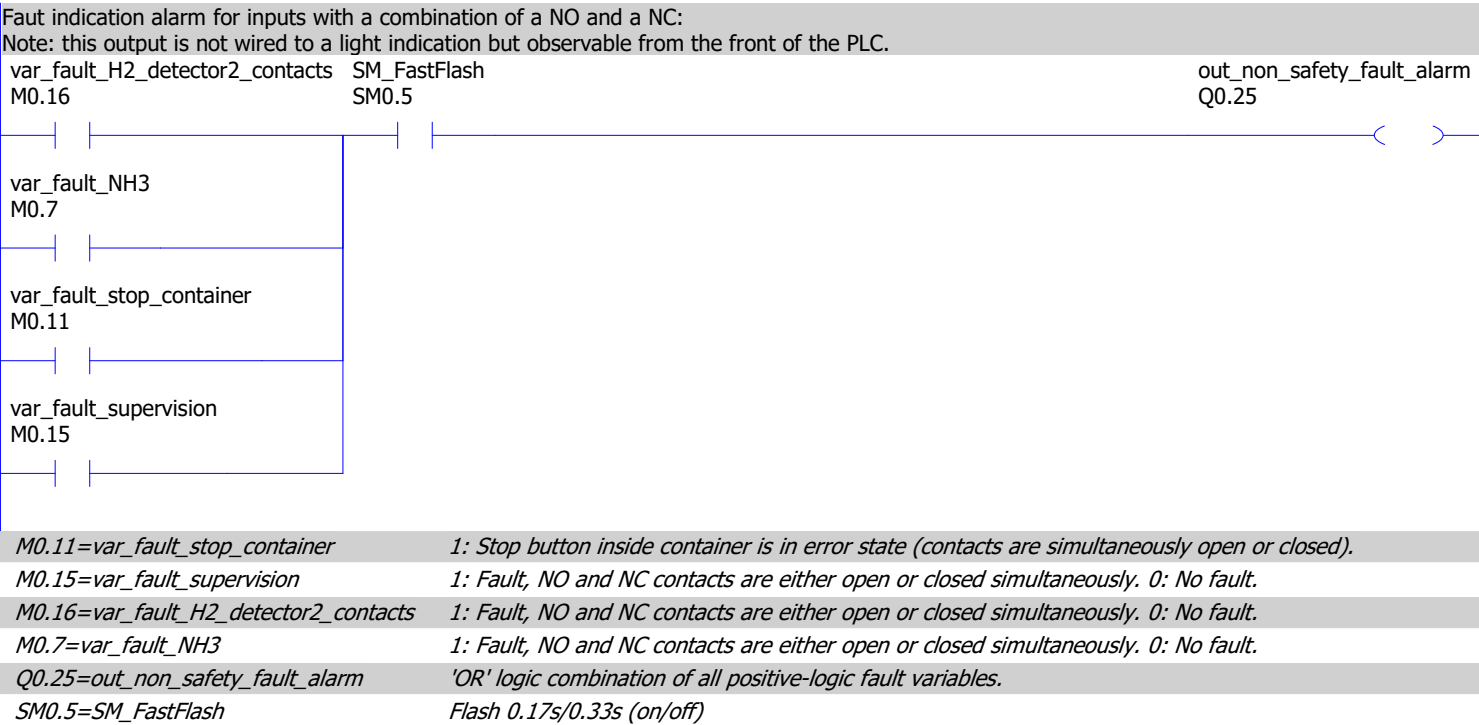 Faut indication alarm for inputs with a combination of a NO and a NC:
Note: this output is not wired to a light indication but observable from the front of the PLC.
var_fault_H2_detector2_contacts SM_FastFlash out_non_safety_fault_alarm
M0.16 SM0.5 Q0.25
var_fault_NH3
M0.7
var_fault_stop_container
M0.11
var_fault_supervision
M0.15
M0.11=var_fault_stop_container 1: Stop button inside container is in error state (contacts are simultaneously open or closed).
M0.15=var_fault_supervision 1: Fault, NO and NC contacts are either open or closed simultaneously. 0: No fault.
M0.16=var_fault_H2_detector2_contacts 1: Fault, NO and NC contacts are either open or closed simultaneously. 0: No fault.
M0.7=var_fault_NH3 1: Fault, NO and NC contacts are either open or closed simultaneously. 0: No fault.
Q0.25=out_non_safety_fault_alarm 'OR' logic combination of all positive-logic fault variables.
SM0.5=SM_FastFlash Flash 0.17s/0.33s (on/off)